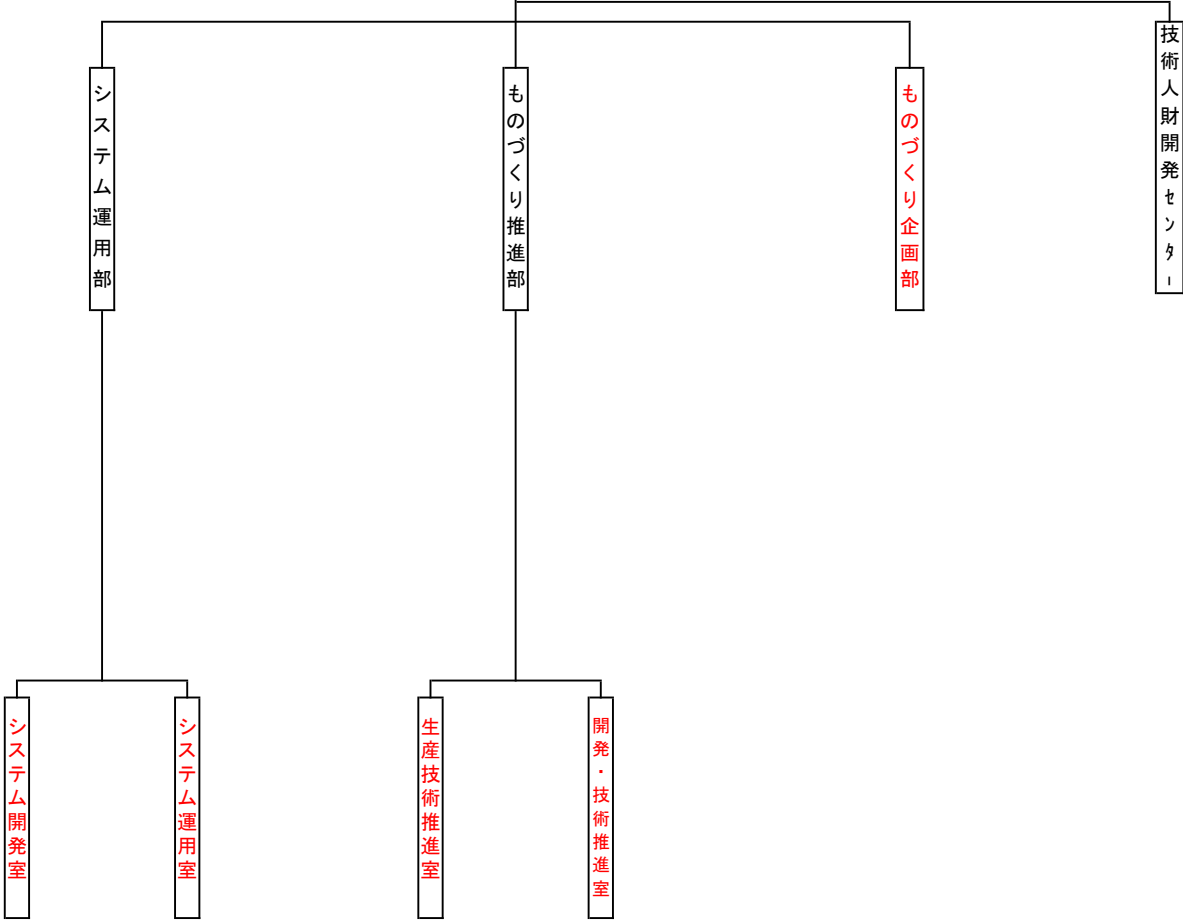 技術人財開発ｾﾝﾀｰ
システム運用部
ものづくり推進部
ものづくり企画部
システム開発室
システム運用室
生産技術推進室
開発・技術推進室